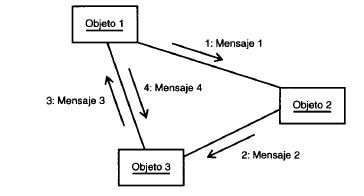 Objeto 1
1: Mensaje 1
4: Mensaje 4
3: Mensaje 3
Objeto 2
2: Mensaje 2
Objeto 3